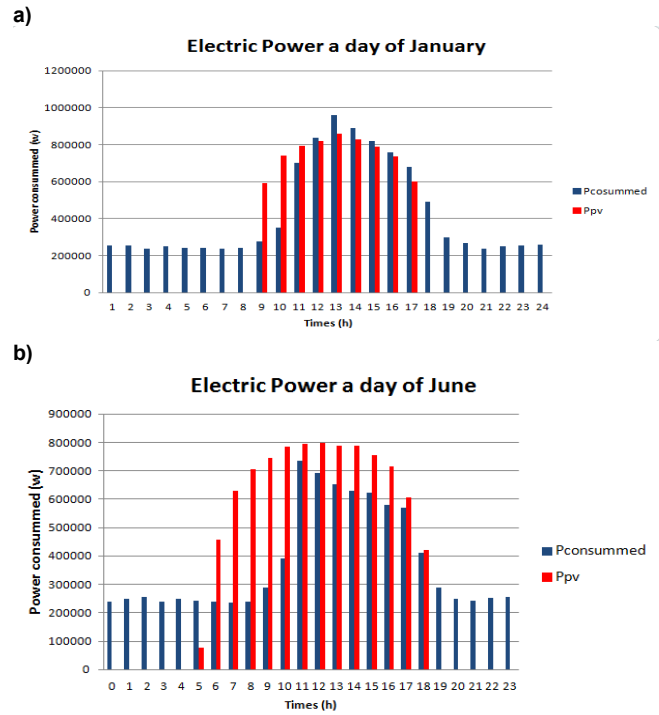 a)
Electric Power a day of January
1200000
1000000
800000
600000
400000
200000
0
Power consummed (w)
1 2 3 4 5 6 7 8 9 10 11 12 13 14 15 16 17 18 19 20 21 22 23 24
Times (h)
Pcosummed
Ppv
b)
Electric Power a day of June
900000
800000
700000
600000
500000
400000
300000
200000
100000
0
Power consummed (w)
0 1 2 3 4 5 6 7 8 9 10 11 12 13 14 15 16 17 18 19 20 21 22 23
Times (h)
Pconsummed
Ppv